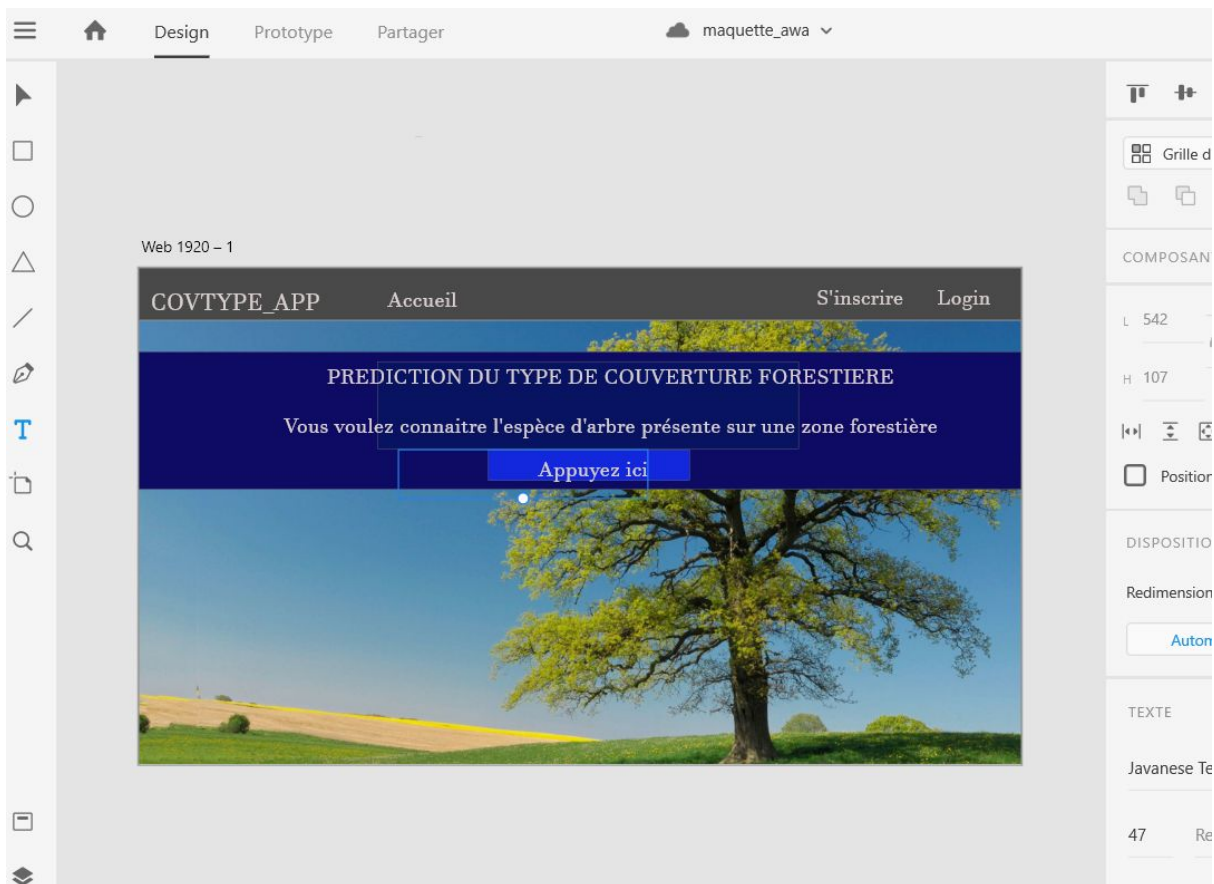 Design Prototype Partager maquette_awa
Grille d
Web 1920 – 1
COMPOSAN
COVTYPE_APP Accueil S'inscrire Login
L 542
PREDICTION DU TYPE DE COUVERTURE FORESTIERE
H 107
Vous voulez connaitre l'espèce d'arbre présente sur une zone forestière
T
Appuyez ici
Position
DISPOSITIO
Redimension
Autom
TEXTE
Javanese Te
47 Re